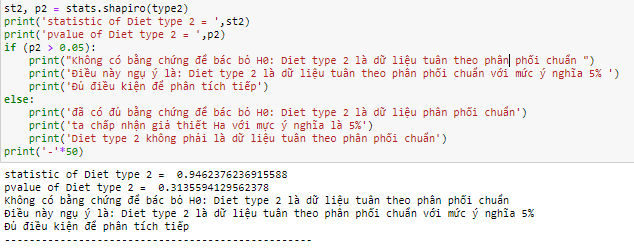 st2, p2 = stats.shapiro(type2)
print('statistic of Diet type 2 = ',st2)
print('pvalue of Diet type 2 = ',p2)
if (p2 > 0.05):
    print("Không có bằng chứng để bác bỏ H0: Diet type 2 là dữ liệu tuân theo phân phối chuẩn ")
    print('Điều này ngụ ý là: Diet type 2 là dữ liệu tuân theo phân phối chuẩn với mức ý nghĩa 5% ')
    print('Đủ điều kiện để phân tích tiếp')
else:
    print('đã có đủ bằng chứng để bác bỏ H0: Diet type 2 là dữ liệu tuân theo phân phối chuẩn')
    print('ta chấp nhận giả thiết Ha với mực ý nghĩa là 5%')
    print('Diet type 2 không phải là dữ liệu tuân theo phân phối chuẩn')
print('-'*50)
statistic of Diet type 2 =  0.9462376236915588
pvalue of Diet type 2 =  0.3135594129562378
Không có bằng chứng để bác bỏ H0: Diet type 2 là dữ liệu tuân theo phân phối chuẩn
Điều này ngụ ý là: Diet type 2 là dữ liệu tuân theo phân phối chuẩn với mức ý nghĩa 5%
Đủ điều kiện để phân tích tiếp
--------------------------------------------------